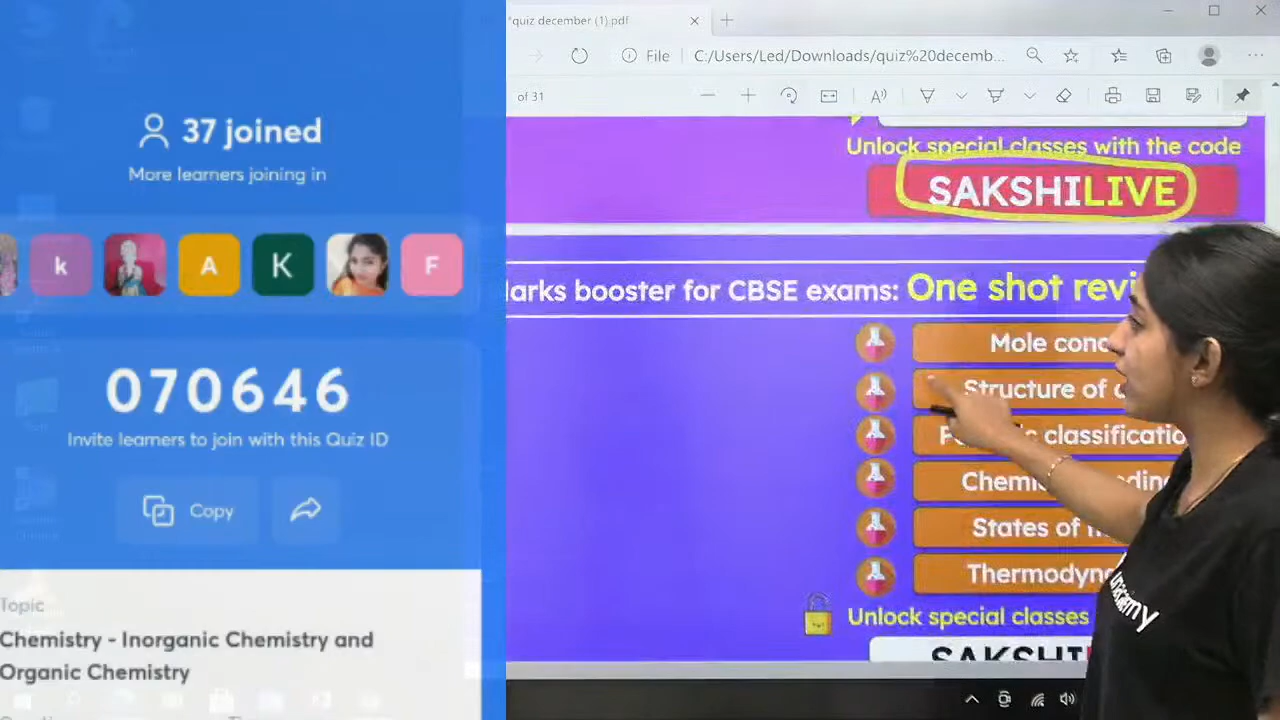 37 joined
More learners joining in
k
A
K
F
070646
Invite learners to join with this Quiz ID
Copy
Topic
Chemistry - Inorganic Chemistry and
Organic Chemistry
*quiz december (1).pdf
File
C:/Users/Led/Downloads/quiz%20decemb...
of 31
Unlock special classes with the code
SAKSHILIVE
arks booster for CBSE exams: One shot revi
Mole conc
Structure of
classificatio
States of
Thermodyn
Unlock special classes
SAKSHI
unacademy